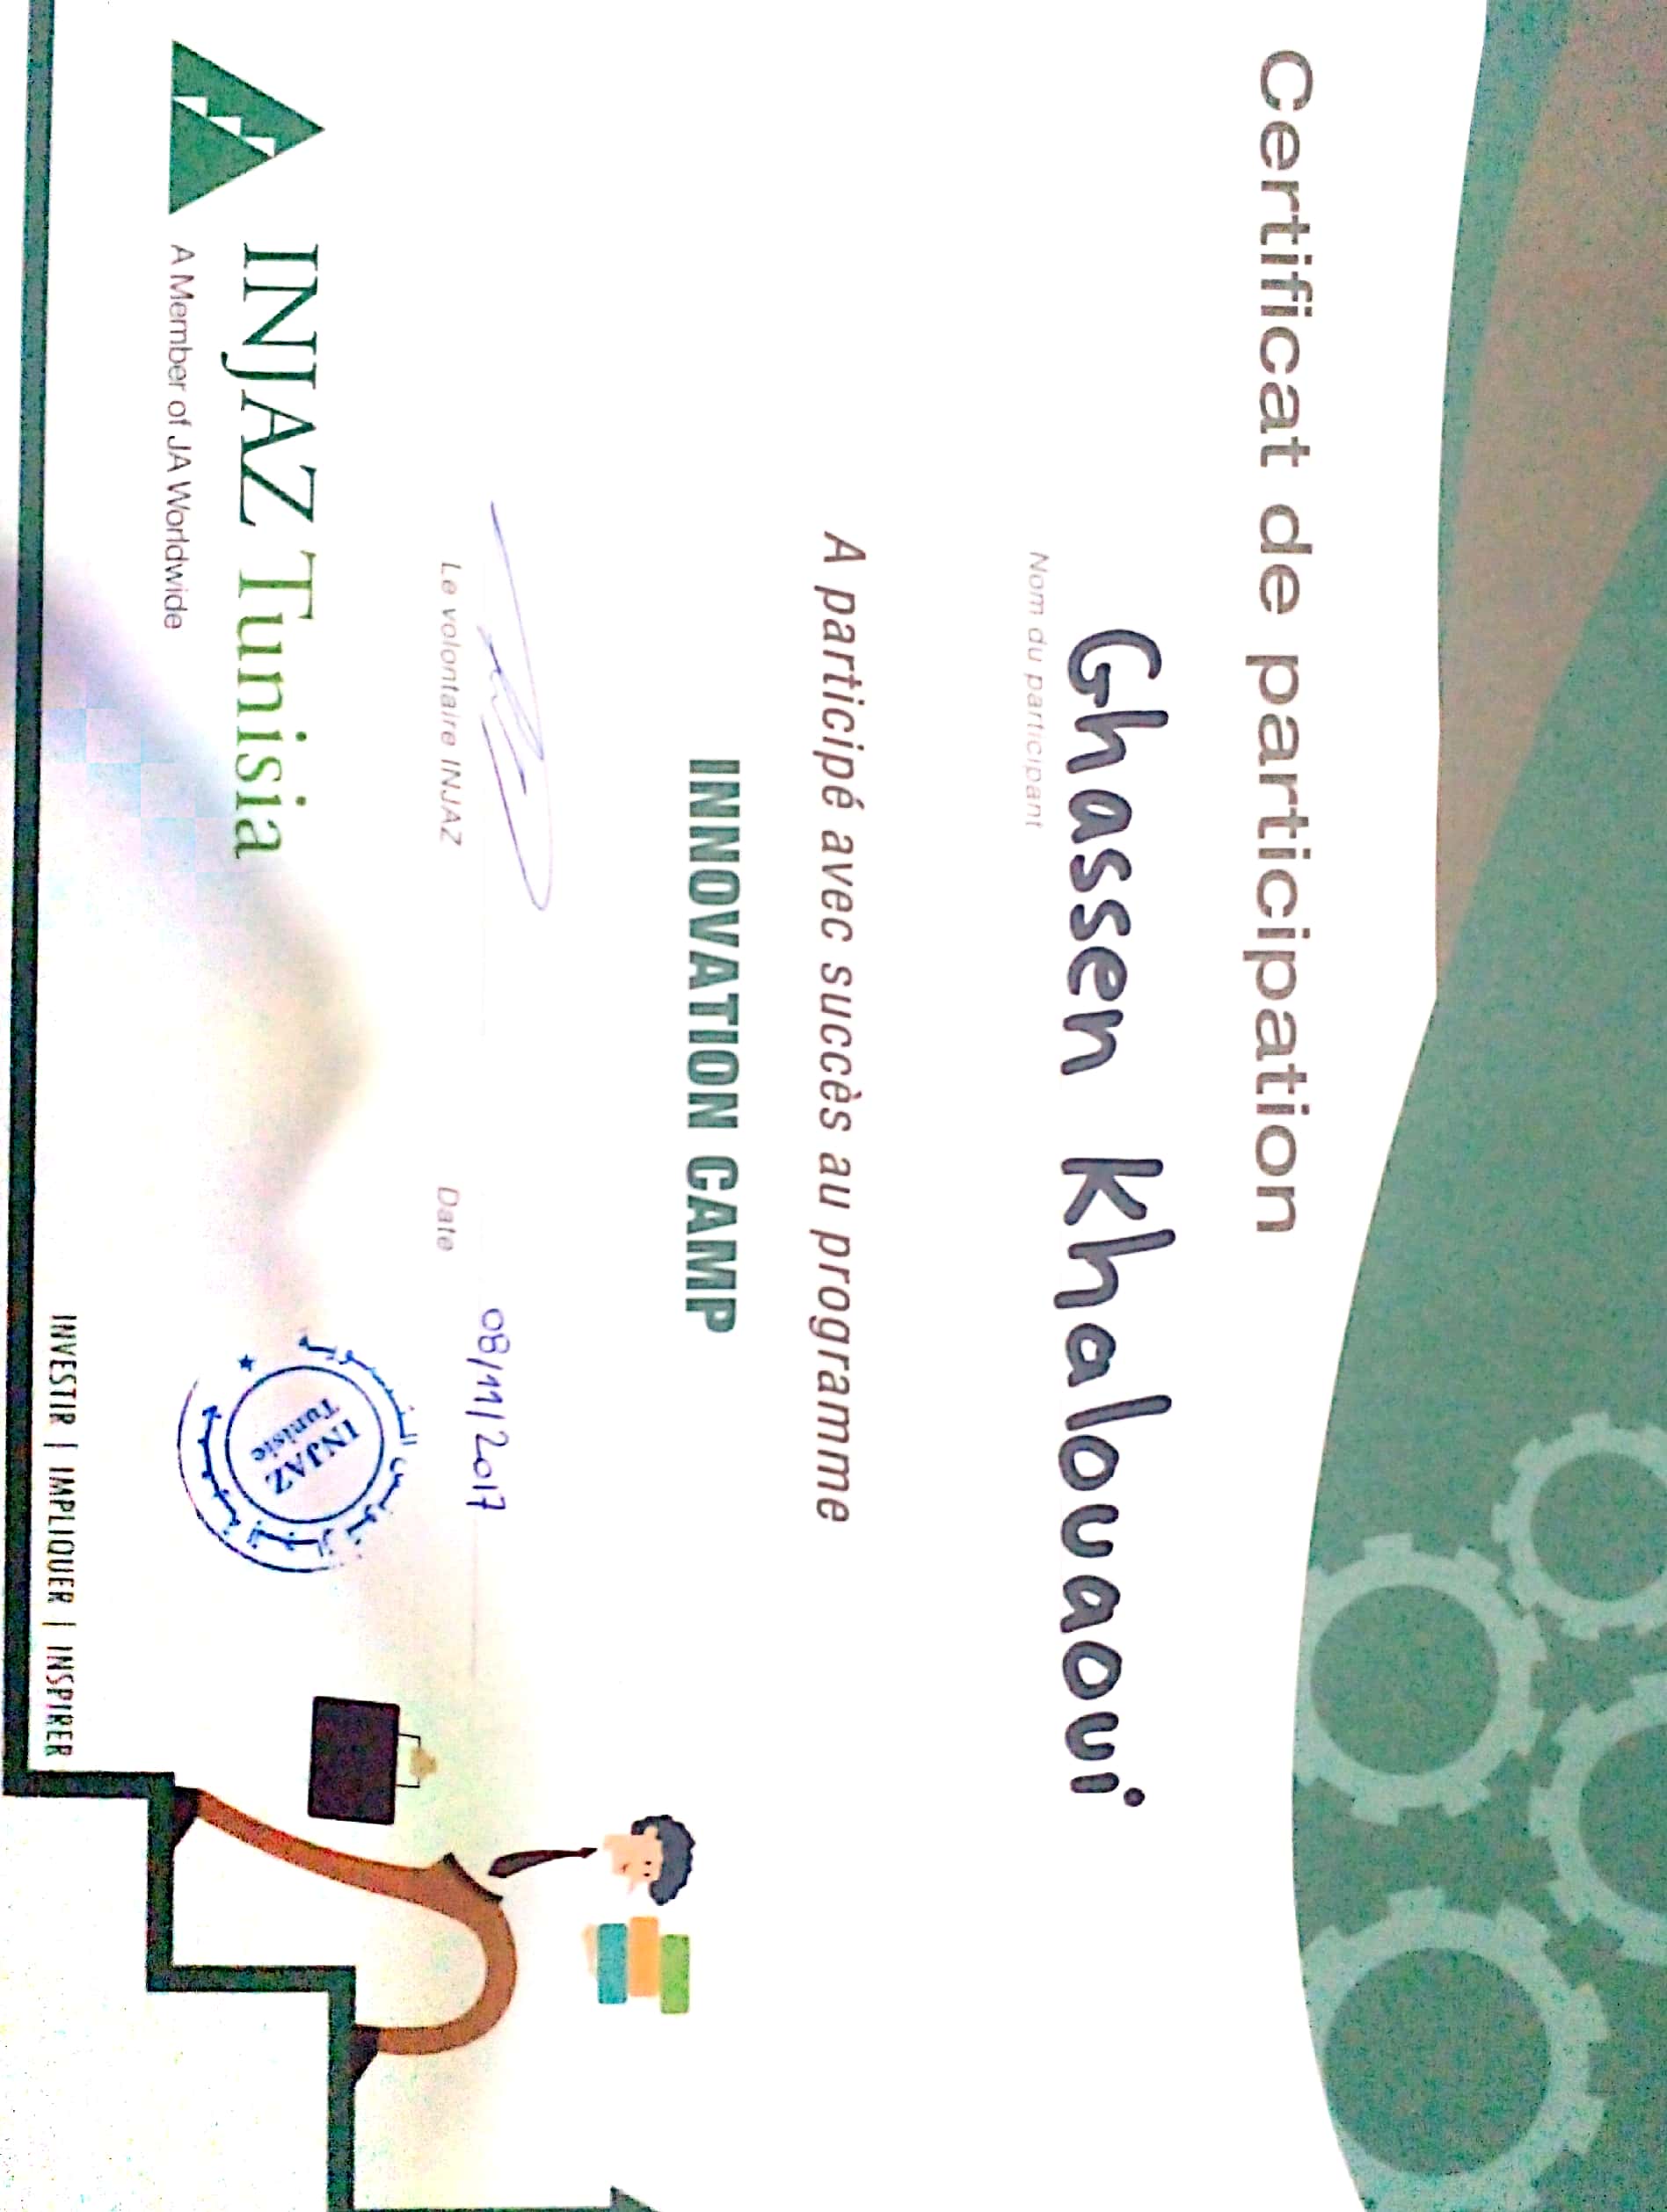 Certificat de participation
Ghassen Khalouaoui
Nom du participant
A participé avec succès au programme
INNOVATION CAMP
08/11/2017
Le volontaire INJAZ
Date
INJAZ
Tunisie
INJAZ Tunisia
A Member of JA Worldwide
INVESTIR | IMPLIQUER | INSPIRER